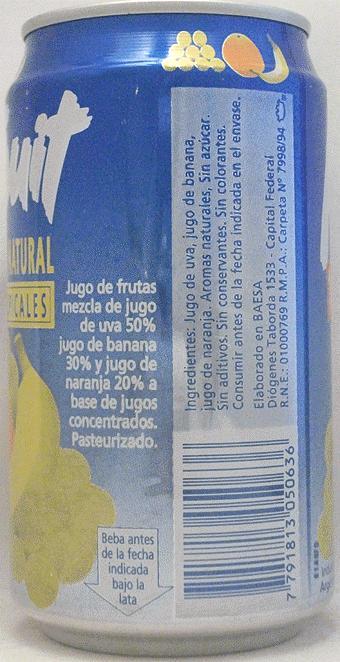 uit
ATURAL
CALES
Jugo de frutas
mezcla de jugo
de uva 50%
jugo de banana
30% y jugo de
naranja 20% a
base de jugos
concentrados.
Pasteurizado.
Beba antes
de la fecha
indicada
bajo la
lata
Ingredientes: Jugo de uva, jugo de banana,
jugo de naranja. Aromas naturales, Sin azúcar.
Sin aditivos. Sin conservantes. Sin colorantes.
Consumir antes de la fecha indicada en el envase.
Elaborado en BAESA
Diógenes Taborda 1533 - Capital Federal
R.N.E.: 01000769 R.M.P.A.: Carpeta Nº 7998/94
7 791813 050636